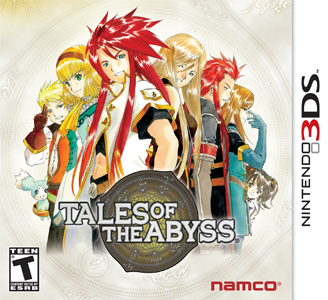 NINTENDO 3DS
TALES OF
THE ABYSS
TEEN
T
ESRB
namco